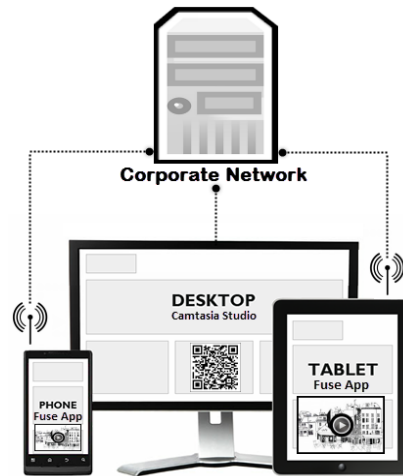 Corporate Network
DESKTOP
Camtasia Studio
TABLET
Fuse App
PHONE
Fuse App